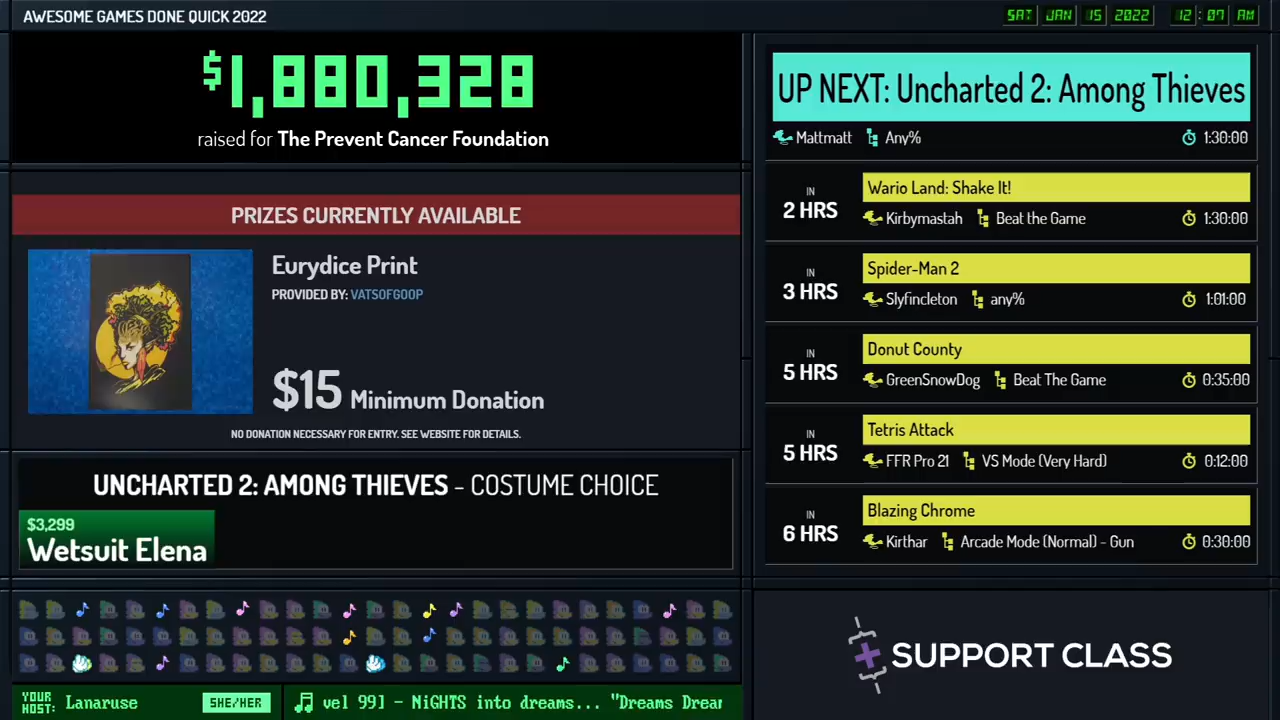 AWESOME GAMES DONE QUICK 2022
SAT JAN 15 2022 12:07 AM
$1,880,328
raised for The Prevent Cancer Foundation
PRIZES CURRENTLY AVAILABLE
Eurydice Print
PROVIDED BY: VATSOFGOOP
$15 Minimum Donation
NO DONATION NECESSARY FOR ENTRY. SEE WEBSITE FOR DETAILS.
UNCHARTED 2: AMONG THIEVES - COSTUME CHOICE
$3,299
Wetsuit Elena
YOUR HOST: Lanaruse SHE/HER
vel 99] - NiGHTS into dreams... "Dreams Drear
UP NEXT: Uncharted 2: Among Thieves
Mattmatt Any% 1:30:00
IN 2 HRS
Wario Land: Shake It!
Kirbymastah Beat the Game 1:30:00
IN 3 HRS
Spider-Man 2
Slyfincleton any% 1:01:00
IN 5 HRS
Donut County
GreenSnowDog Beat The Game 0:35:00
IN 5 HRS
Tetris Attack
FFR Pro 21 VS Mode (Very Hard) 0:12:00
IN 6 HRS
Blazing Chrome
Kirthar Arcade Mode (Normal) - Gun 0:30:00
SUPPORT CLASS